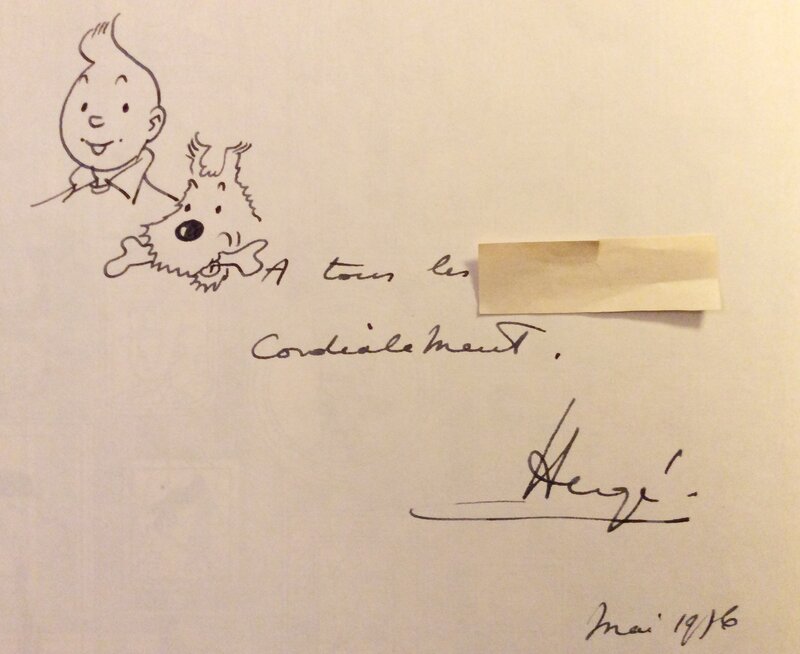 A tous les
Cordialement.
Hergé.
Mai 1976